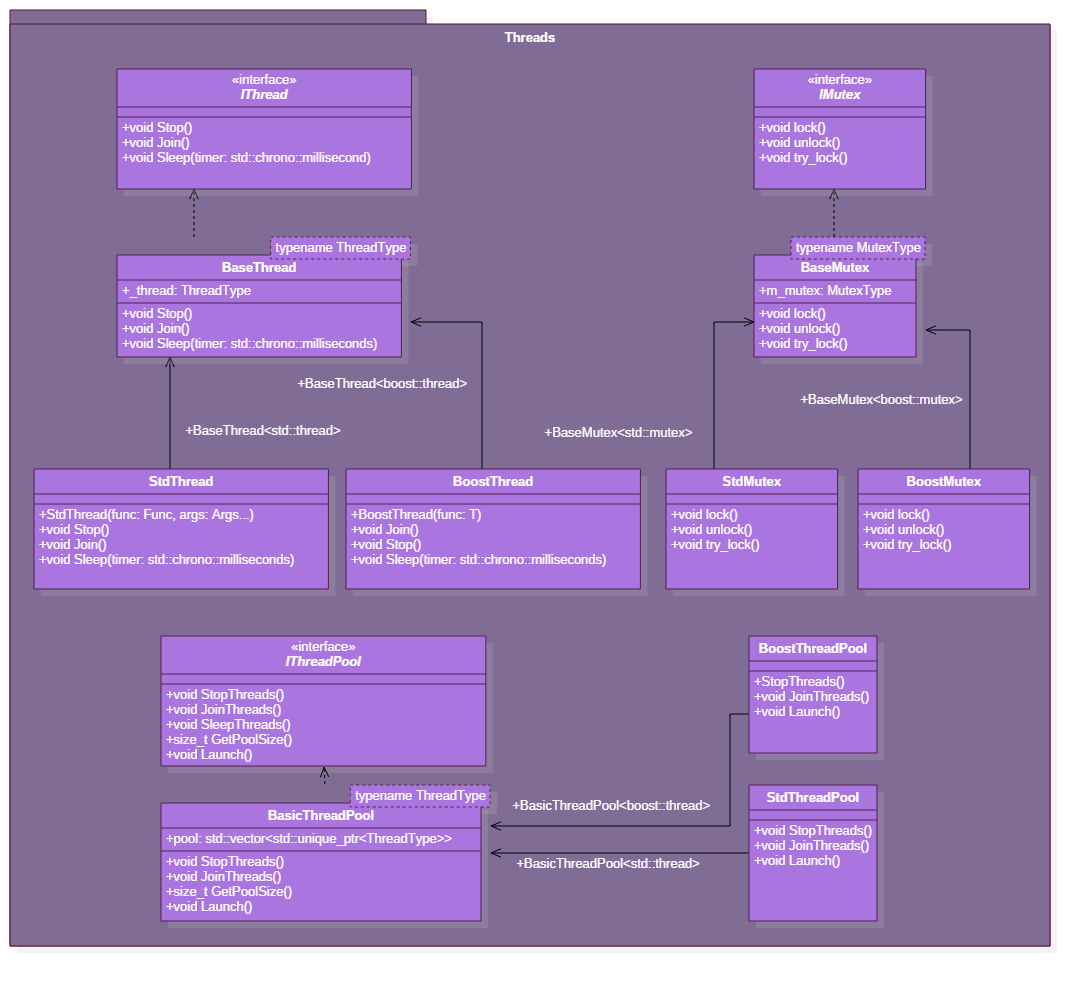 Threads
«interface»
IThread
+void Stop()
+void Join()
+void Sleep(timer: std::chrono::millisecond)
«interface»
IMutex
+void lock()
+void unlock()
+void try_lock()
typename ThreadType
BaseThread
+_thread: ThreadType
+void Stop()
+void Join()
+void Sleep(timer: std::chrono::milliseconds)
typename MutexType
BaseMutex
+m_mutex: MutexType
+void lock()
+void unlock()
+void try_lock()
+BaseThread<boost::thread>
+BaseThread<std::thread>
+BaseMutex<boost::mutex>
+BaseMutex<std::mutex>
StdThread
+StdThread(func: Func, args: Args...)
+void Stop()
+void Join()
+void Sleep(timer: std::chrono::milliseconds)
BoostThread
+BoostThread(func: T)
+void Join()
+void Stop()
+void Sleep(timer: std::chrono::milliseconds)
StdMutex
+void lock()
+void unlock()
+void try_lock()
BoostMutex
+void lock()
+void unlock()
+void try_lock()
«interface»
IThreadPool
+void StopThreads()
+void JoinThreads()
+void SleepThreads()
+size_t GetPoolSize()
+void Launch()
BoostThreadPool
+StopThreads()
+void JoinThreads()
+void Launch()
typename ThreadType
BasicThreadPool
+pool: std::vector<std::unique_ptr<ThreadType>>
+void StopThreads()
+void JoinThreads()
+size_t GetPoolSize()
+void Launch()
+BasicThreadPool<boost::thread>
+BasicThreadPool<std::thread>
StdThreadPool
+void StopThreads()
+void JoinThreads()
+void Launch()